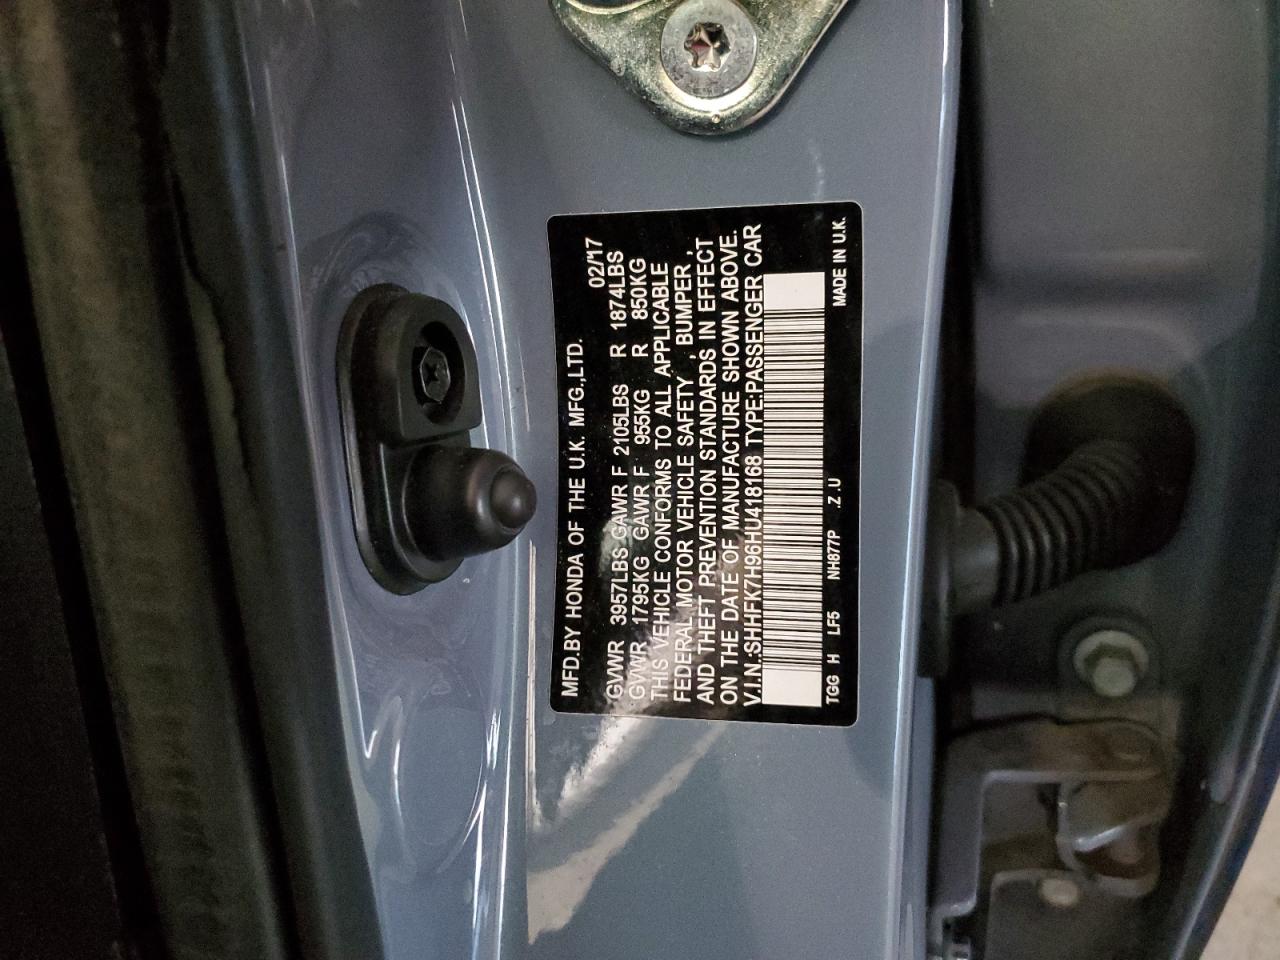 MFD.BY HONDA OF THE U.K. MFG.,LTD.
02/17
GVWR 3957LBS GAWR F 2105LBS R 1874LBS
GVWR 1795KG GAWR F 955KG R 850KG
THIS VEHICLE CONFORMS TO ALL APPLICABLE
FEDERAL MOTOR VEHICLE SAFETY , BUMPER ,
AND THEFT PREVENTION STANDARDS IN EFFECT
ON THE DATE OF MANUFACTURE SHOWN ABOVE.
V.I.N.:SHHFK7H96HU418168 TYPE:PASSENGER CAR
TGG H LF5 NH877P .Z .U MADE IN U.K.